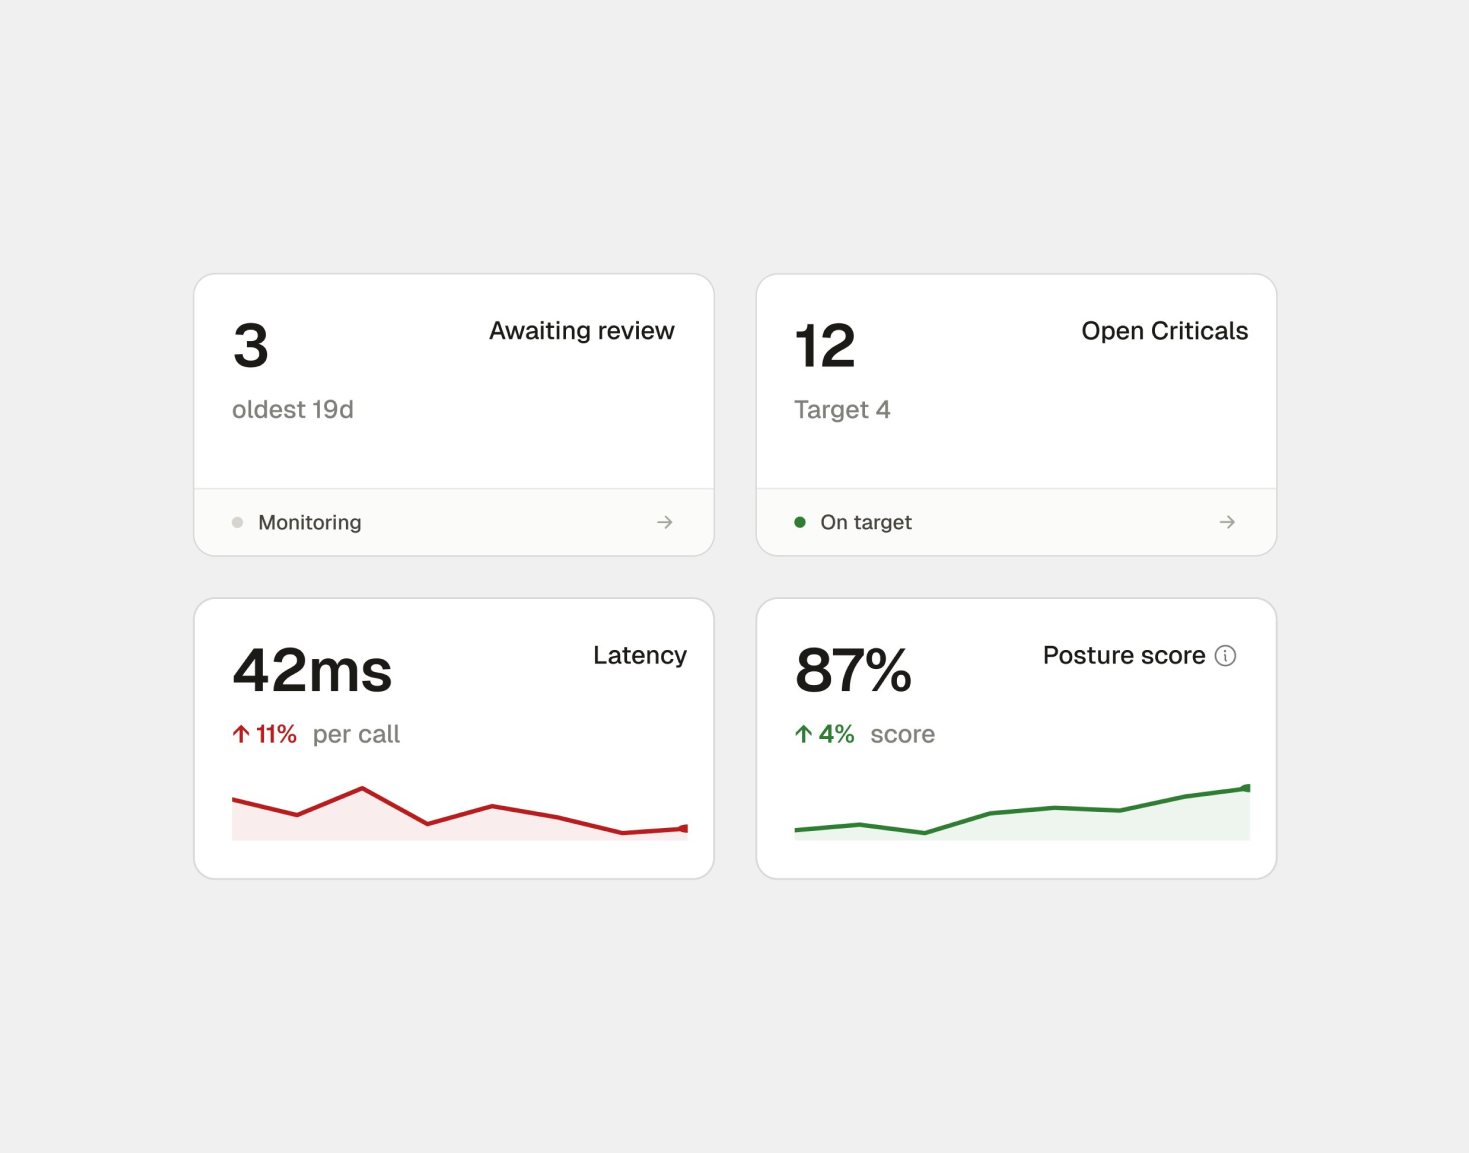 3 Awaiting review
oldest 19d
Monitoring →
12 Open Criticals
Target 4
On target →
42ms Latency
↑ 11% per call
87% Posture score ⓘ
↑ 4% score